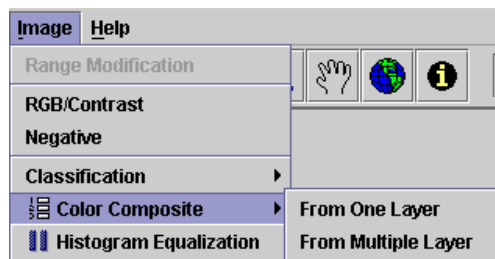 Image Help
Range Modification
RGB/Contrast
Negative
Classification
Color Composite
From One Layer
Histogram Equalization
From Multiple Layer